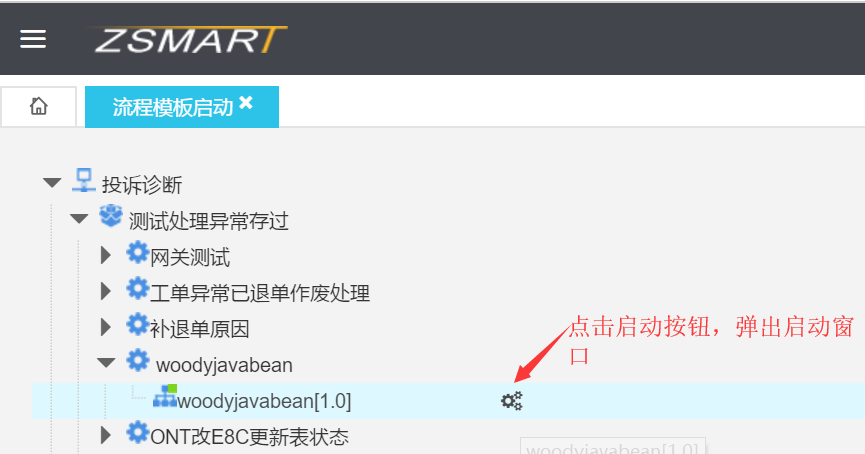 ZSMART
流程模板启动
投诉诊断
测试处理异常存过
网关测试
工单异常已退单作废处理
补退单原因
woodyjavabean
woodyjavabean[1.0]
ONT改E8C更新表状态
点击启动按钮，弹出启动窗
口
woodyjavabean[1.0]